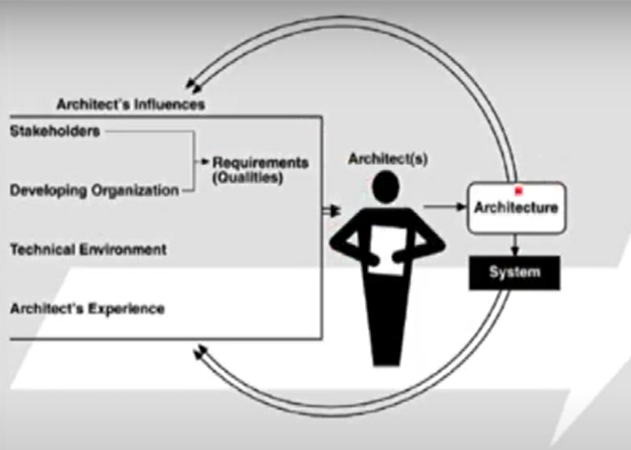 Architect's Influences
Stakeholders
Requirements
(Qualities)
Developing Organization
Technical Environment
Architect's Experience
Architect(s)
Architecture
System